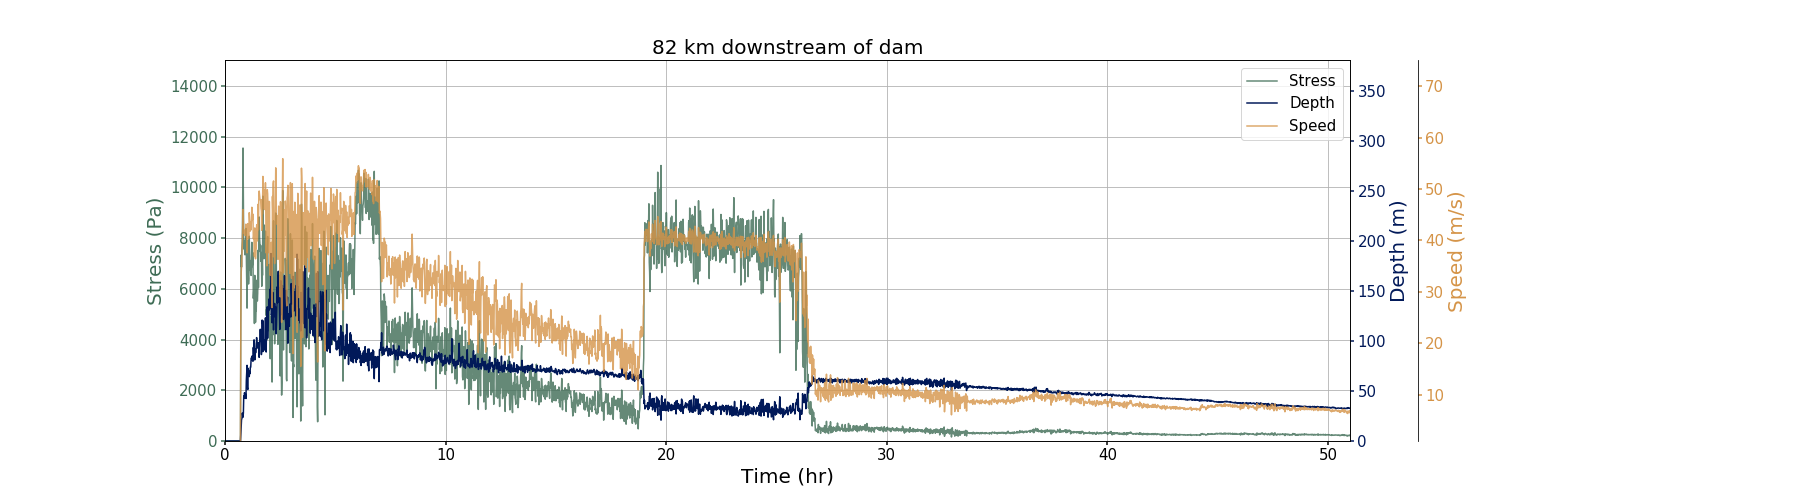 82 km downstream of dam
Stress (Pa)
14000
12000
10000
8000
6000
4000
2000
0
Stress
Depth
Speed
350
300
250
200
150
100
50
0
Depth (m)
70
60
50
40
30
20
10
Speed (m/s)
0 10 20 30 40 50
Time (hr)